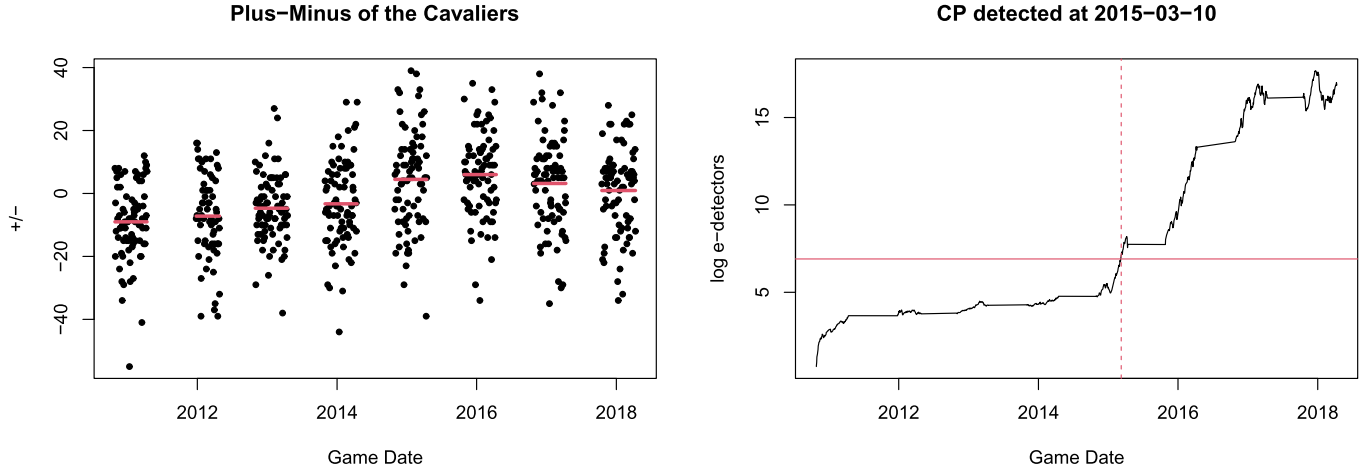 Plus−Minus of the Cavaliers
+/−
40
20
0
−20
−40
2012 2014 2016 2018
Game Date
CP detected at 2015−03−10
log e−detectors
15
10
5
2012 2014 2016 2018
Game Date